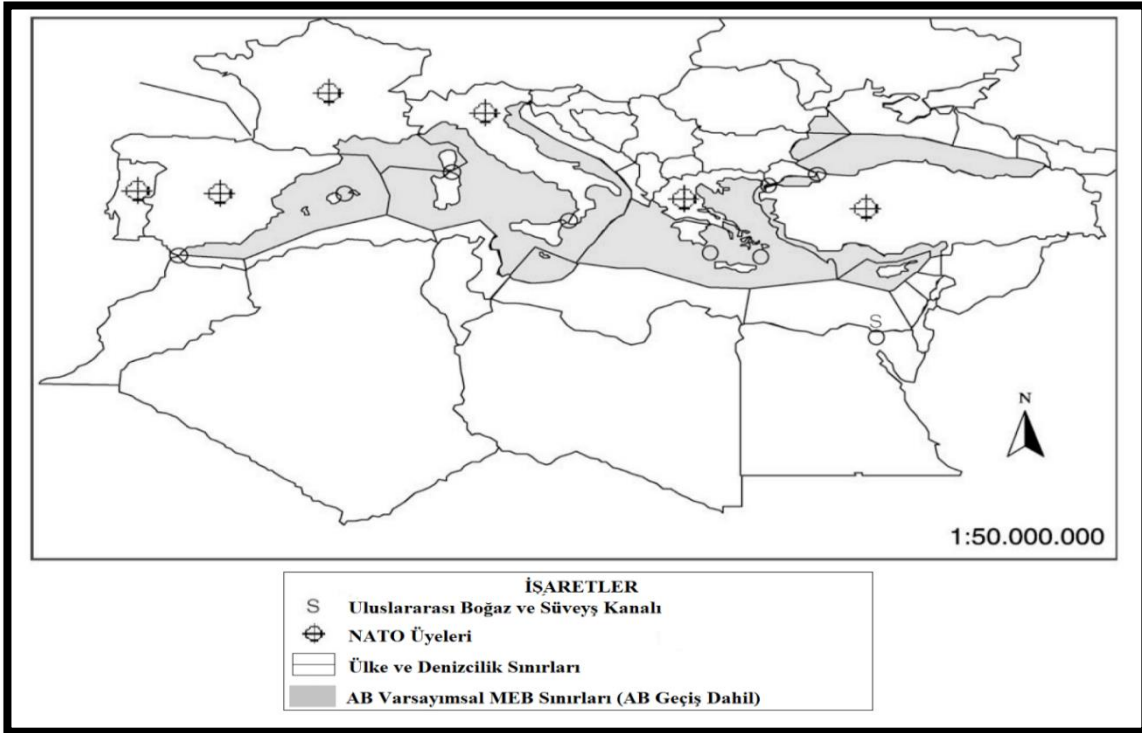 S
N
1:50.000.000
İŞARETLER
S Uluslararası Boğaz ve Süveyş Kanalı
NATO Üyeleri
Ülke ve Denizcilik Sınırları
AB Varsayımsal MEB Sınırları (AB Geçiş Dahil)